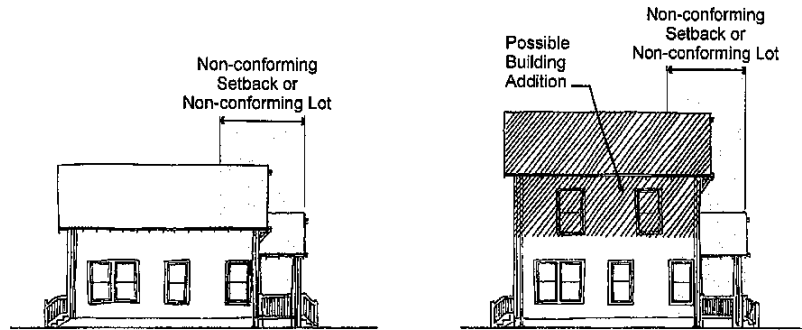 Non-conforming
Setback or
Non-conforming Lot
Possible
Building
Addition
Non-conforming
Setback or
Non-conforming Lot